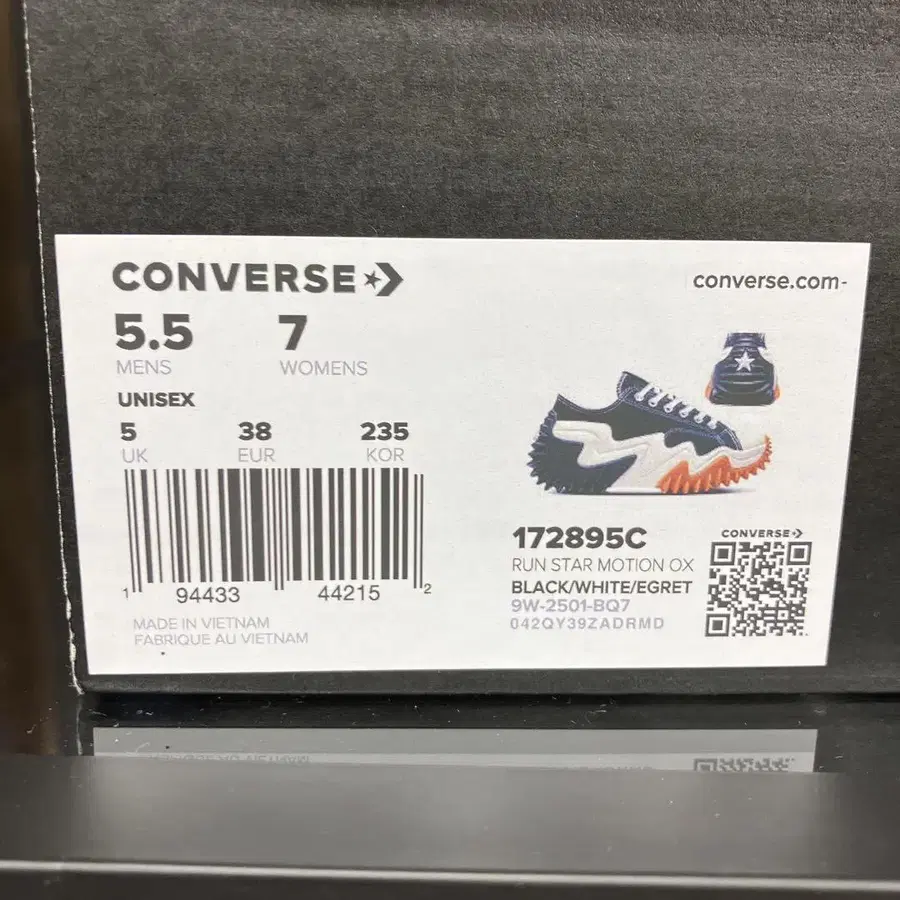 CONVERSE
converse.com-
5.5 7
MENS WOMENS
UNISEX
5 38 235
UK EUR KOR
1 94433 44215 2
MADE IN VIETNAM
FABRIQUE AU VIETNAM
172895C
RUN STAR MOTION OX
BLACK/WHITE/EGRET
9W-2501-BQ7
042QY39ZADRMD
CONVERSE